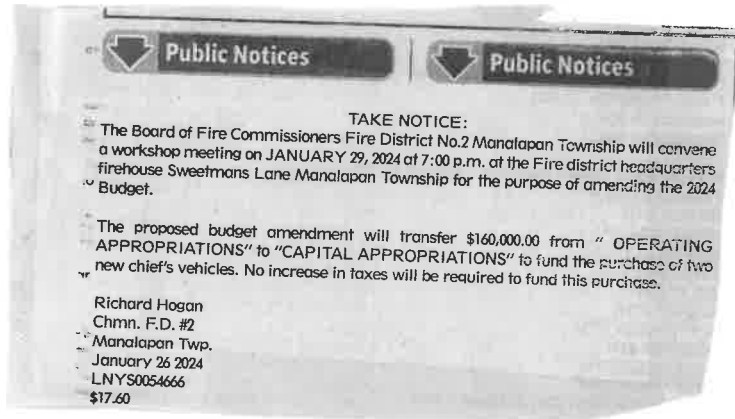 Public Notices
Public Notices
TAKE NOTICE:
The Board of Fire Commissioners Fire District No.2 Manalapan Township will convene
a workshop meeting on JANUARY 29, 2024 at 7:00 p.m. at the Fire district headquarters
firehouse Sweetmans Lane Manalapan Township for the purpose of amending the 2024
Budget.
The proposed budget amendment will transfer $160,000.00 from " OPERATING
APPROPRIATIONS" to "CAPITAL APPROPRIATIONS" to fund the purchase of two
new chief's vehicles. No increase in taxes will be required to fund this purchase.
Richard Hogan
Chmn. F.D. #2
Manalapan Twp.
January 26 2024
LNYS0054666
$17.60